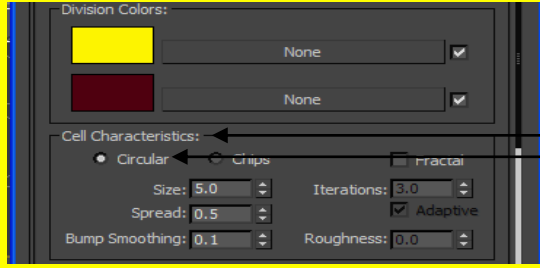 Division Colors:
None
None
Cell Characteristics:
Circular Chips Fractal
Size: 5.0 Iterations: 3.0
Spread: 0.5 Adaptive
Bump Smoothing: 0.1 Roughness: 0.0